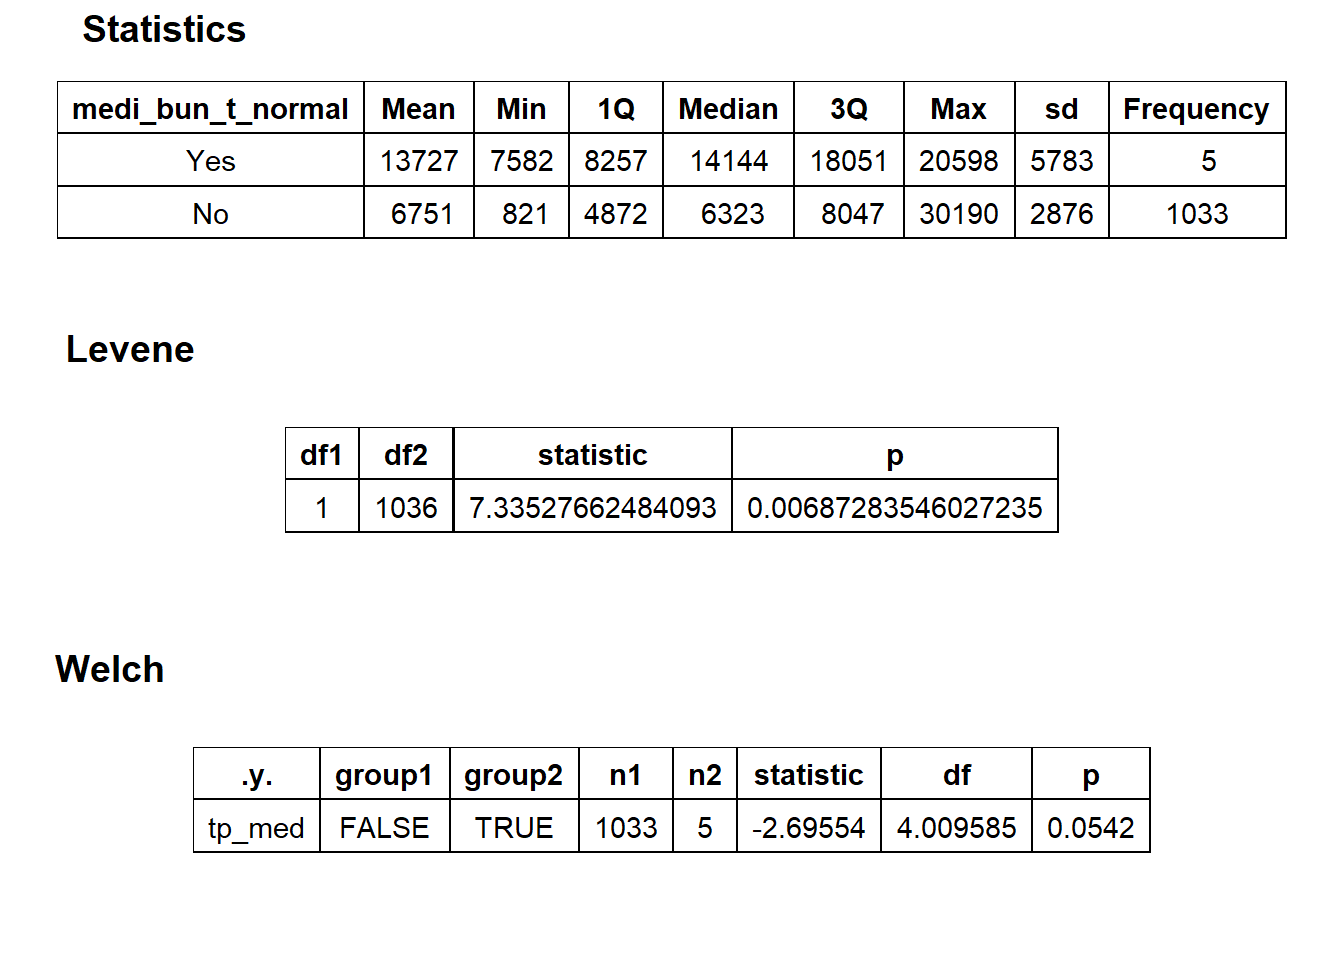 Statistics
medi_bun_t_normal Mean Min 1Q Median 3Q Max sd Frequency
Yes 13727 7582 8257 14144 18051 20598 5783 5
No 6751 821 4872 6323 8047 30190 2876 1033
Levene
df1 df2 statistic p
1 1036 7.33527662484093 0.00687283546027235
Welch
.y. group1 group2 n1 n2 statistic df p
tp_med FALSE TRUE 1033 5 -2.69554 4.009585 0.0542